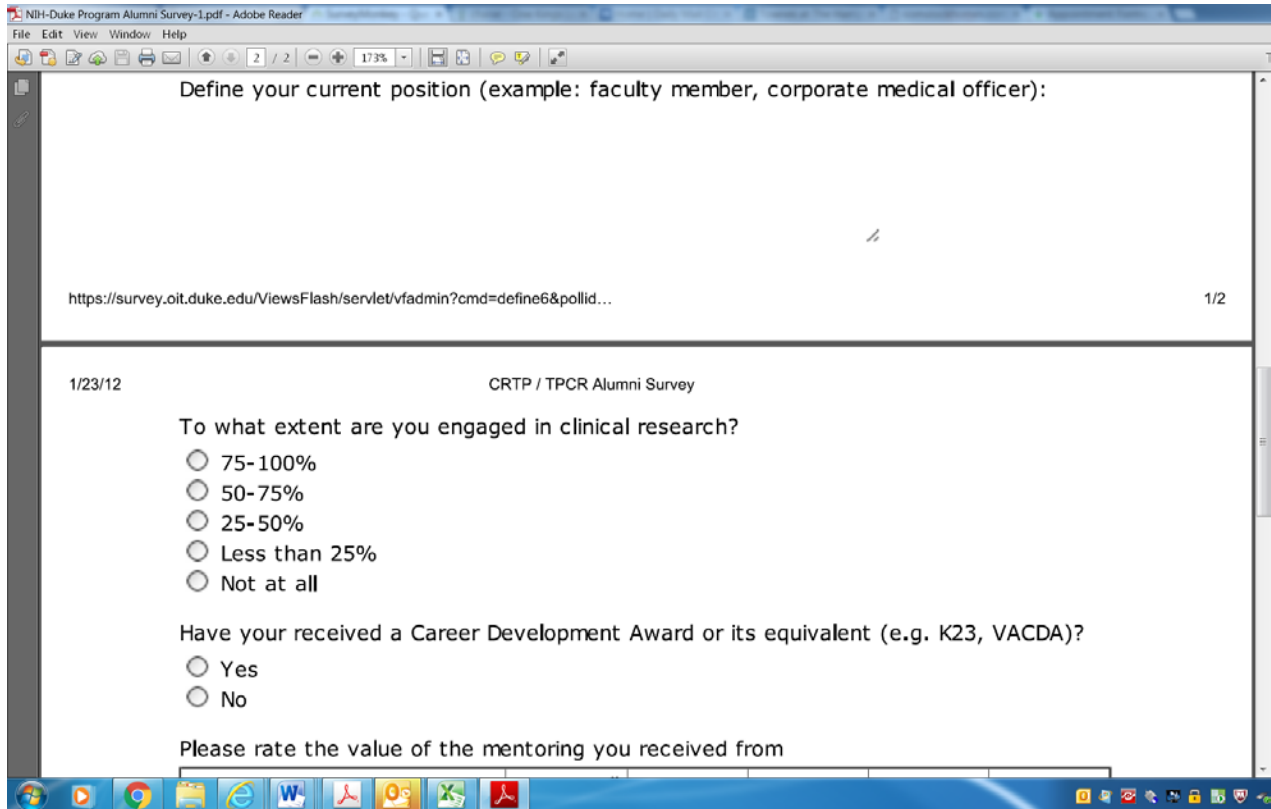 NIH-Duke Program Alumni Survey-1.pdf - Adobe Reader
File Edit View Window Help
2 / 2 173%
Define your current position (example: faculty member, corporate medical officer):
https://survey.oit.duke.edu/ViewsFlash/servlet/vfadmin?cmd=define6&pollid...
1/2
1/23/12
CRTP / TPCR Alumni Survey
To what extent are you engaged in clinical research?
75-100%
50-75%
25-50%
Less than 25%
Not at all
Have your received a Career Development Award or its equivalent (e.g. K23, VACDA)?
Yes
No
Please rate the value of the mentoring you received from